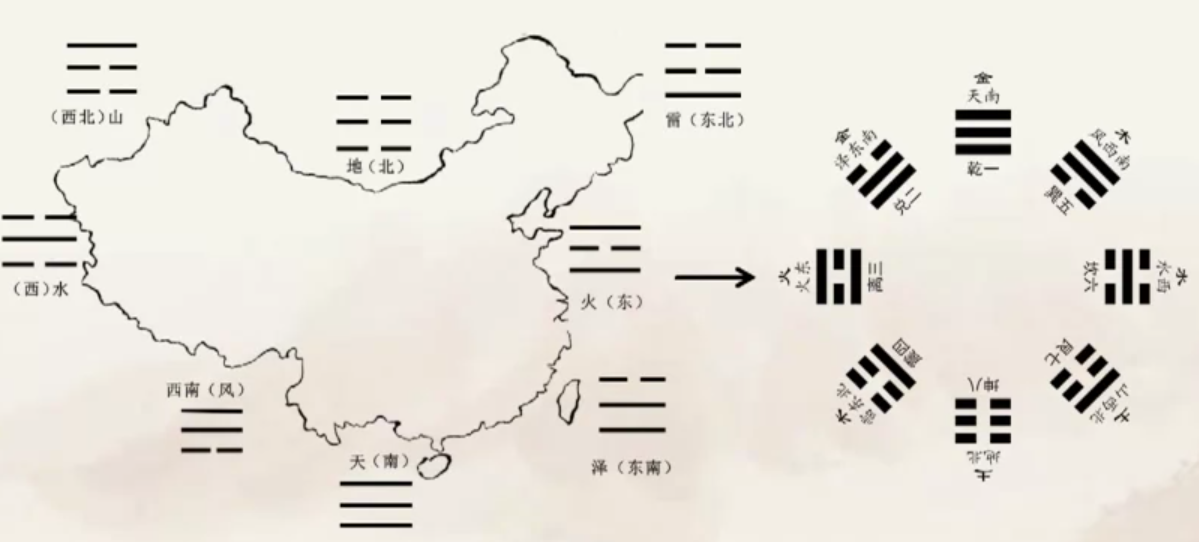 （西北）山
地（北）
雷（东北）
（西）水
火（东）
西南（风）
天（南）
泽（东南）
金
天南
乾一
金
泽东南
兑二
木
风西南
巽五
火
火东
离三
水
水西
坎六
木
雷东北
震四
土
山西北
艮七
坤八
地北
土